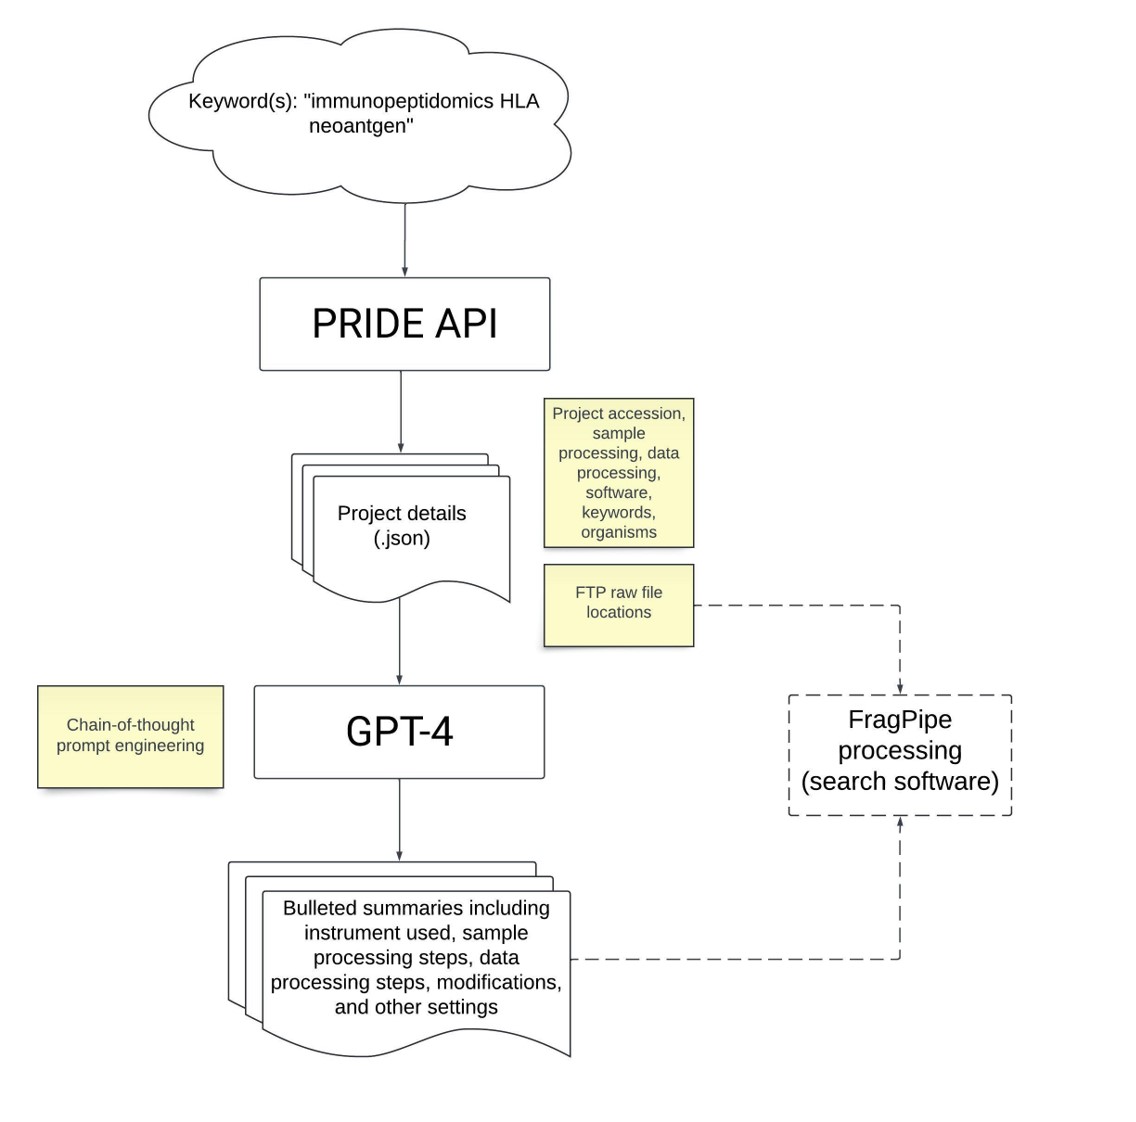 Keyword(s): "immunopeptidomics HLA
neoantgen"
PRIDE API
Project accession,
sample
processing, data
processing,
software,
keywords,
organisms
Project details
(.json)
FTP raw file
locations
Chain-of-thought
prompt engineering
GPT-4
FragPipe
processing
(search software)
Bulleted summaries including
instrument used, sample
processing steps, data
processing steps, modifications,
and other settings